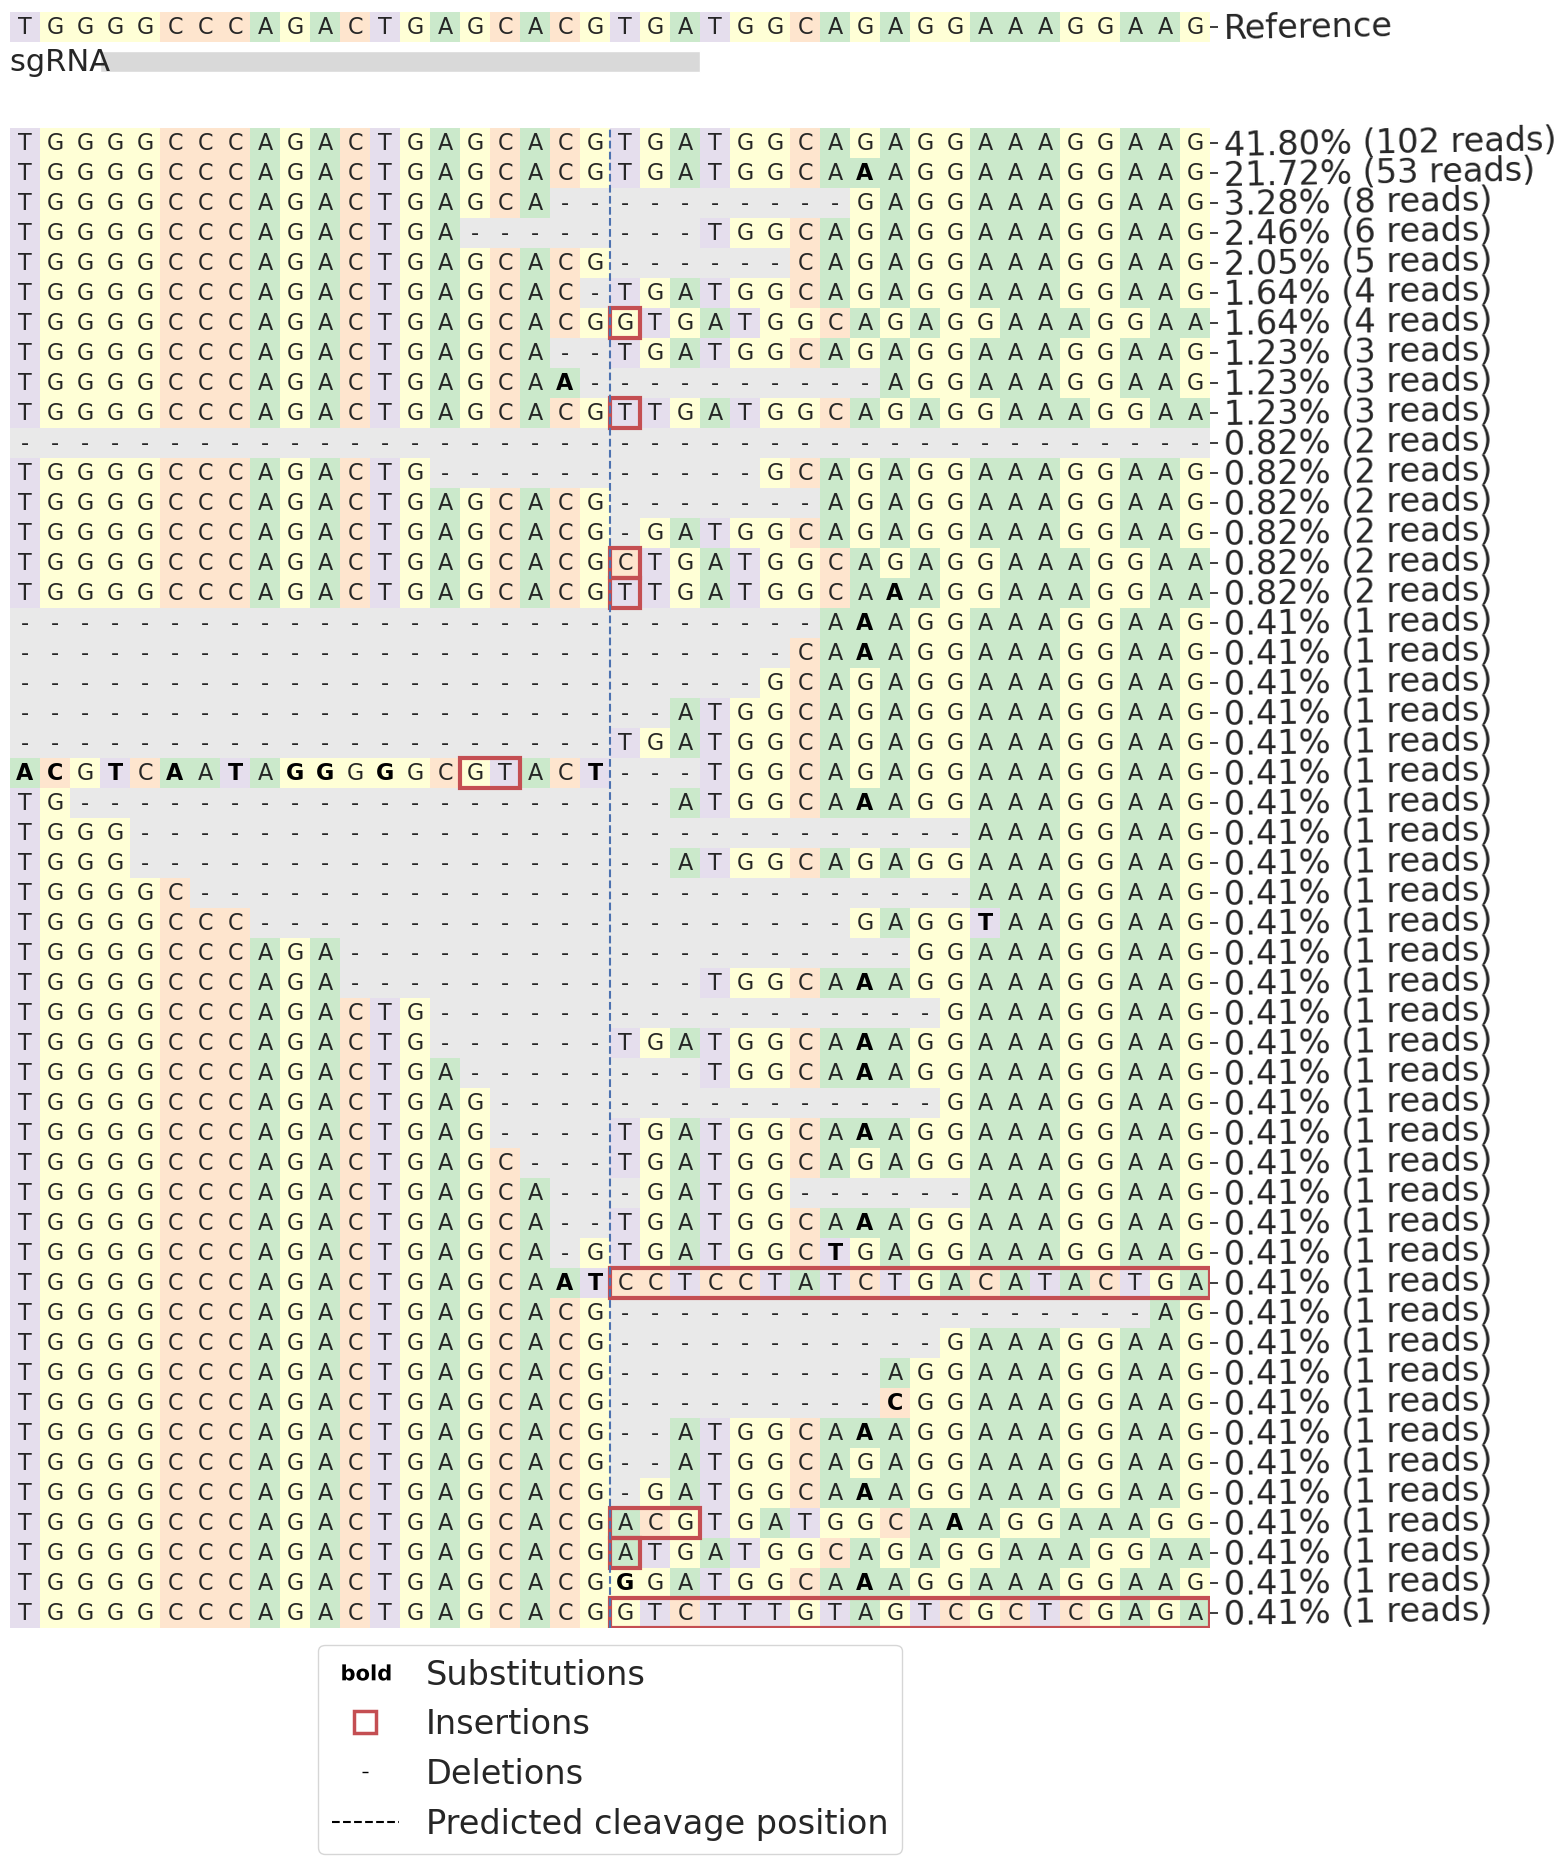 T G G G G C C C A G A C T G A G C A C G T G A T G G C A G A G G A A A G G A A G Reference
sgRNA
T G G G G C C C A G A C T G A G C A C G T G A T G G C A G A G G A A A G G A A G 41.80% (102 reads)
T G G G G C C C A G A C T G A G C A C G T G A T G G C A A A G G A A A G G A A G 21.72% (53 reads)
T G G G G C C C A G A C T G A G C A - - - - - - - - - - G A G G A A A G G A A G 3.28% (8 reads)
T G G G G C C C A G A C T G A - - - - - - - - T G G C A G A G G A A A G G A A G 2.46% (6 reads)
T G G G G C C C A G A C T G A G C A C G - - - - - - C A G A G G A A A G G A A G 2.05% (5 reads)
T G G G G C C C A G A C T G A G C A C - T G A T G G C A G A G G A A A G G A A G 1.64% (4 reads)
T G G G G C C C A G A C T G A G C A C G G T G A T G G C A G A G G A A A G G A A 1.64% (4 reads)
T G G G G C C C A G A C T G A G C A - - T G A T G G C A G A G G A A A G G A A G 1.23% (3 reads)
T G G G G C C C A G A C T G A G C A A - - - - - - - - - - A G G A A A G G A A G 1.23% (3 reads)
T G G G G C C C A G A C T G A G C A C G T T G A T G G C A G A G G A A A G G A A 1.23% (3 reads)
- - - - - - - - - - - - - - - - - - - - - - - - - - - - - - - - - - - - - - - - 0.82% (2 reads)
T G G G G C C C A G A C T G - - - - - - - - - - - G C A G A G G A A A G G A A G 0.82% (2 reads)
T G G G G C C C A G A C T G A G C A C G - - - - - - - A G A G G A A A G G A A G 0.82% (2 reads)
T G G G G C C C A G A C T G A G C A C G - G A T G G C A G A G G A A A G G A A G 0.82% (2 reads)
T G G G G C C C A G A C T G A G C A C G C T G A T G G C A G A G G A A A G G A A 0.82% (2 reads)
T G G G G C C C A G A C T G A G C A C G T T G A T G G C A A A G G A A A G G A A 0.82% (2 reads)
- - - - - - - - - - - - - - - - - - - - - - - - - - - A A A G G A A A G G A A G 0.41% (1 reads)
- - - - - - - - - - - - - - - - - - - - - - - - - - C A A A G G A A A G G A A G 0.41% (1 reads)
- - - - - - - - - - - - - - - - - - - - - - - - - G C A G A G G A A A G G A A G 0.41% (1 reads)
- - - - - - - - - - - - - - - - - - - - - - A T G G C A G A G G A A A G G A A G 0.41% (1 reads)
- - - - - - - - - - - - - - - - - - - - T G A T G G C A G A G G A A A G G A A G 0.41% (1 reads)
A C G T C A A T A G G G G G C G T A C T - - - T G G C A G A G G A A A G G A A G 0.41% (1 reads)
T G - - - - - - - - - - - - - - - - - - - - A T G G C A A A G G A A A G G A A G 0.41% (1 reads)
T G G G - - - - - - - - - - - - - - - - - - - - - - - - - - - - A A A G G A A G 0.41% (1 reads)
T G G G - - - - - - - - - - - - - - - - - - A T G G C A G A G G A A A G G A A G 0.41% (1 reads)
T G G G G C - - - - - - - - - - - - - - - - - - - - - - - - - - A A A G G A A G 0.41% (1 reads)
T G G G G C C C - - - - - - - - - - - - - - - - - - - - G A G G T A A G G A A G 0.41% (1 reads)
T G G G G C C C A G A - - - - - - - - - - - - - - - - - - - G G A A A G G A A G 0.41% (1 reads)
T G G G G C C C A G A - - - - - - - - - - - - T G G C A A A G G A A A G G A A G 0.41% (1 reads)
T G G G G C C C A G A C T G - - - - - - - - - - - - - - - - - G A A A G G A A G 0.41% (1 reads)
T G G G G C C C A G A C T G - - - - - - T G A T G G C A A A G G A A A G G A A G 0.41% (1 reads)
T G G G G C C C A G A C T G A - - - - - - - - T G G C A A A G G A A A G G A A G 0.41% (1 reads)
T G G G G C C C A G A C T G A G - - - - - - - - - - - - - - - G A A A G G A A G 0.41% (1 reads)
T G G G G C C C A G A C T G A G - - - - T G A T G G C A A A G G A A A G G A A G 0.41% (1 reads)
T G G G G C C C A G A C T G A G C - - - T G A T G G C A G A G G A A A G G A A G 0.41% (1 reads)
T G G G G C C C A G A C T G A G C A - - - G A T G G - - - - - - A A A G G A A G 0.41% (1 reads)
T G G G G C C C A G A C T G A G C A - - T G A T G G C A A A G G A A A G G A A G 0.41% (1 reads)
T G G G G C C C A G A C T G A G C A - G T G A T G G C T G A G G A A A G G A A G 0.41% (1 reads)
T G G G G C C C A G A C T G A G C A A T C C T C C T A T C T G A C A T A C T G A 0.41% (1 reads)
T G G G G C C C A G A C T G A G C A C G - - - - - - - - - - - - - - - - - - A G 0.41% (1 reads)
T G G G G C C C A G A C T G A G C A C G - - - - - - - - - - - G A A A G G A A G 0.41% (1 reads)
T G G G G C C C A G A C T G A G C A C G - - - - - - - - - A G G A A A G G A A G 0.41% (1 reads)
T G G G G C C C A G A C T G A G C A C G - - - - - - - - - C G G A A A G G A A G 0.41% (1 reads)
T G G G G C C C A G A C T G A G C A C G - - A T G G C A A A G G A A A G G A A G 0.41% (1 reads)
T G G G G C C C A G A C T G A G C A C G - - A T G G C A G A G G A A A G G A A G 0.41% (1 reads)
T G G G G C C C A G A C T G A G C A C G - G A T G G C A A A G G A A A G G A A G 0.41% (1 reads)
T G G G G C C C A G A C T G A G C A C G A C G T G A T G G C A A A G G A A A G G 0.41% (1 reads)
T G G G G C C C A G A C T G A G C A C G A T G A T G G C A G A G G A A A G G A A 0.41% (1 reads)
T G G G G C C C A G A C T G A G C A C G G G A T G G C A A A G G A A A G G A A G 0.41% (1 reads)
T G G G G C C C A G A C T G A G C A C G G T C T T T G T A G T C G C T C G A G A 0.41% (1 reads)
bold Substitutions
Insertions
- Deletions
Predicted cleavage position